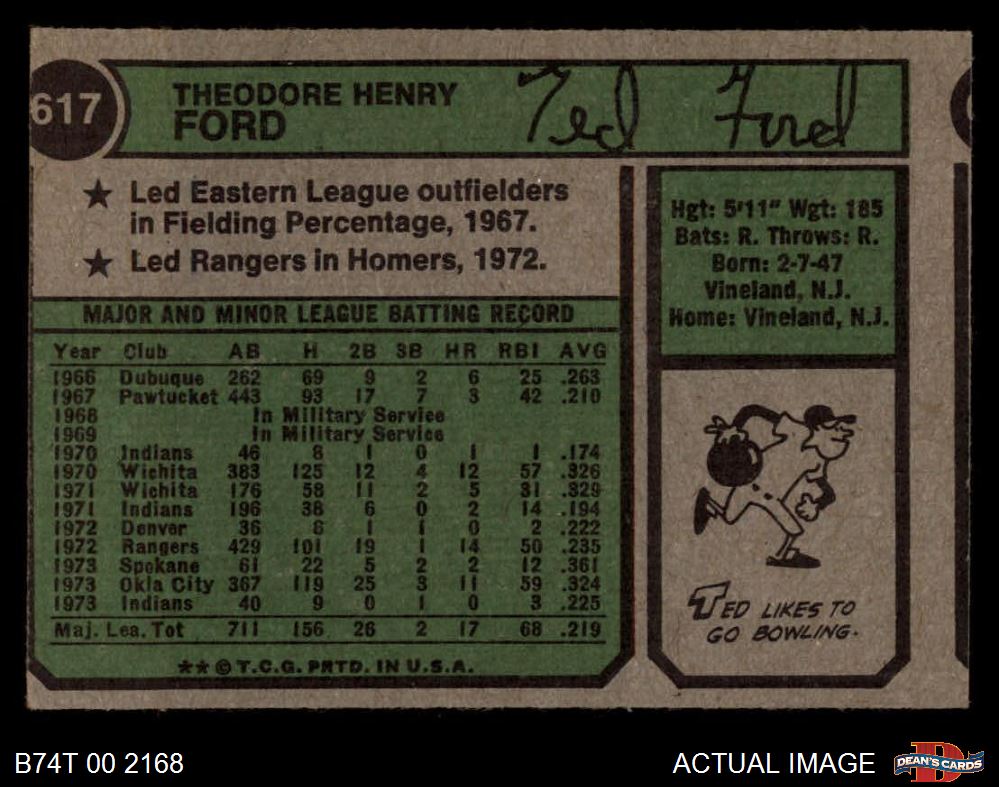 617
THEODORE HENRY
FORD
Ted Ford
★ Led Eastern League outfielders
in Fielding Percentage, 1967.
★ Led Rangers in Homers, 1972.
MAJOR AND MINOR LEAGUE BATTING RECORD
Year Club AB H 2B 3B HR RBI AVG
1966 Dubuque 262 69 9 2 6 25 .263
1967 Pawtucket 443 93 17 7 3 42 .210
1968 In Military Service
1969 In Military Service
1970 Indians 46 8 1 0 1 1 .174
1970 Wichita 383 125 12 4 12 57 .326
1971 Wichita 176 58 11 2 5 31 .329
1971 Indians 196 38 6 0 2 14 .194
1972 Denver 36 8 1 1 0 2 .222
1972 Rangers 429 101 19 1 14 50 .235
1973 Spokane 61 22 5 2 2 12 .361
1973 Okla City 367 119 25 3 11 59 .324
1973 Indians 40 9 0 1 0 3 .225
Maj. Lea. Tot 711 156 26 2 17 68 .219
★★©T.C.G. PRTD. IN U.S.A.
Hgt: 5'11" Wgt: 185
Bats: R. Throws: R.
Born: 2-7-47
Vineland, N.J.
Home: Vineland, N.J.
TED LIKES TO
GO BOWLING.
B74T 00 2168
ACTUAL IMAGE
DEAN'S CARDS